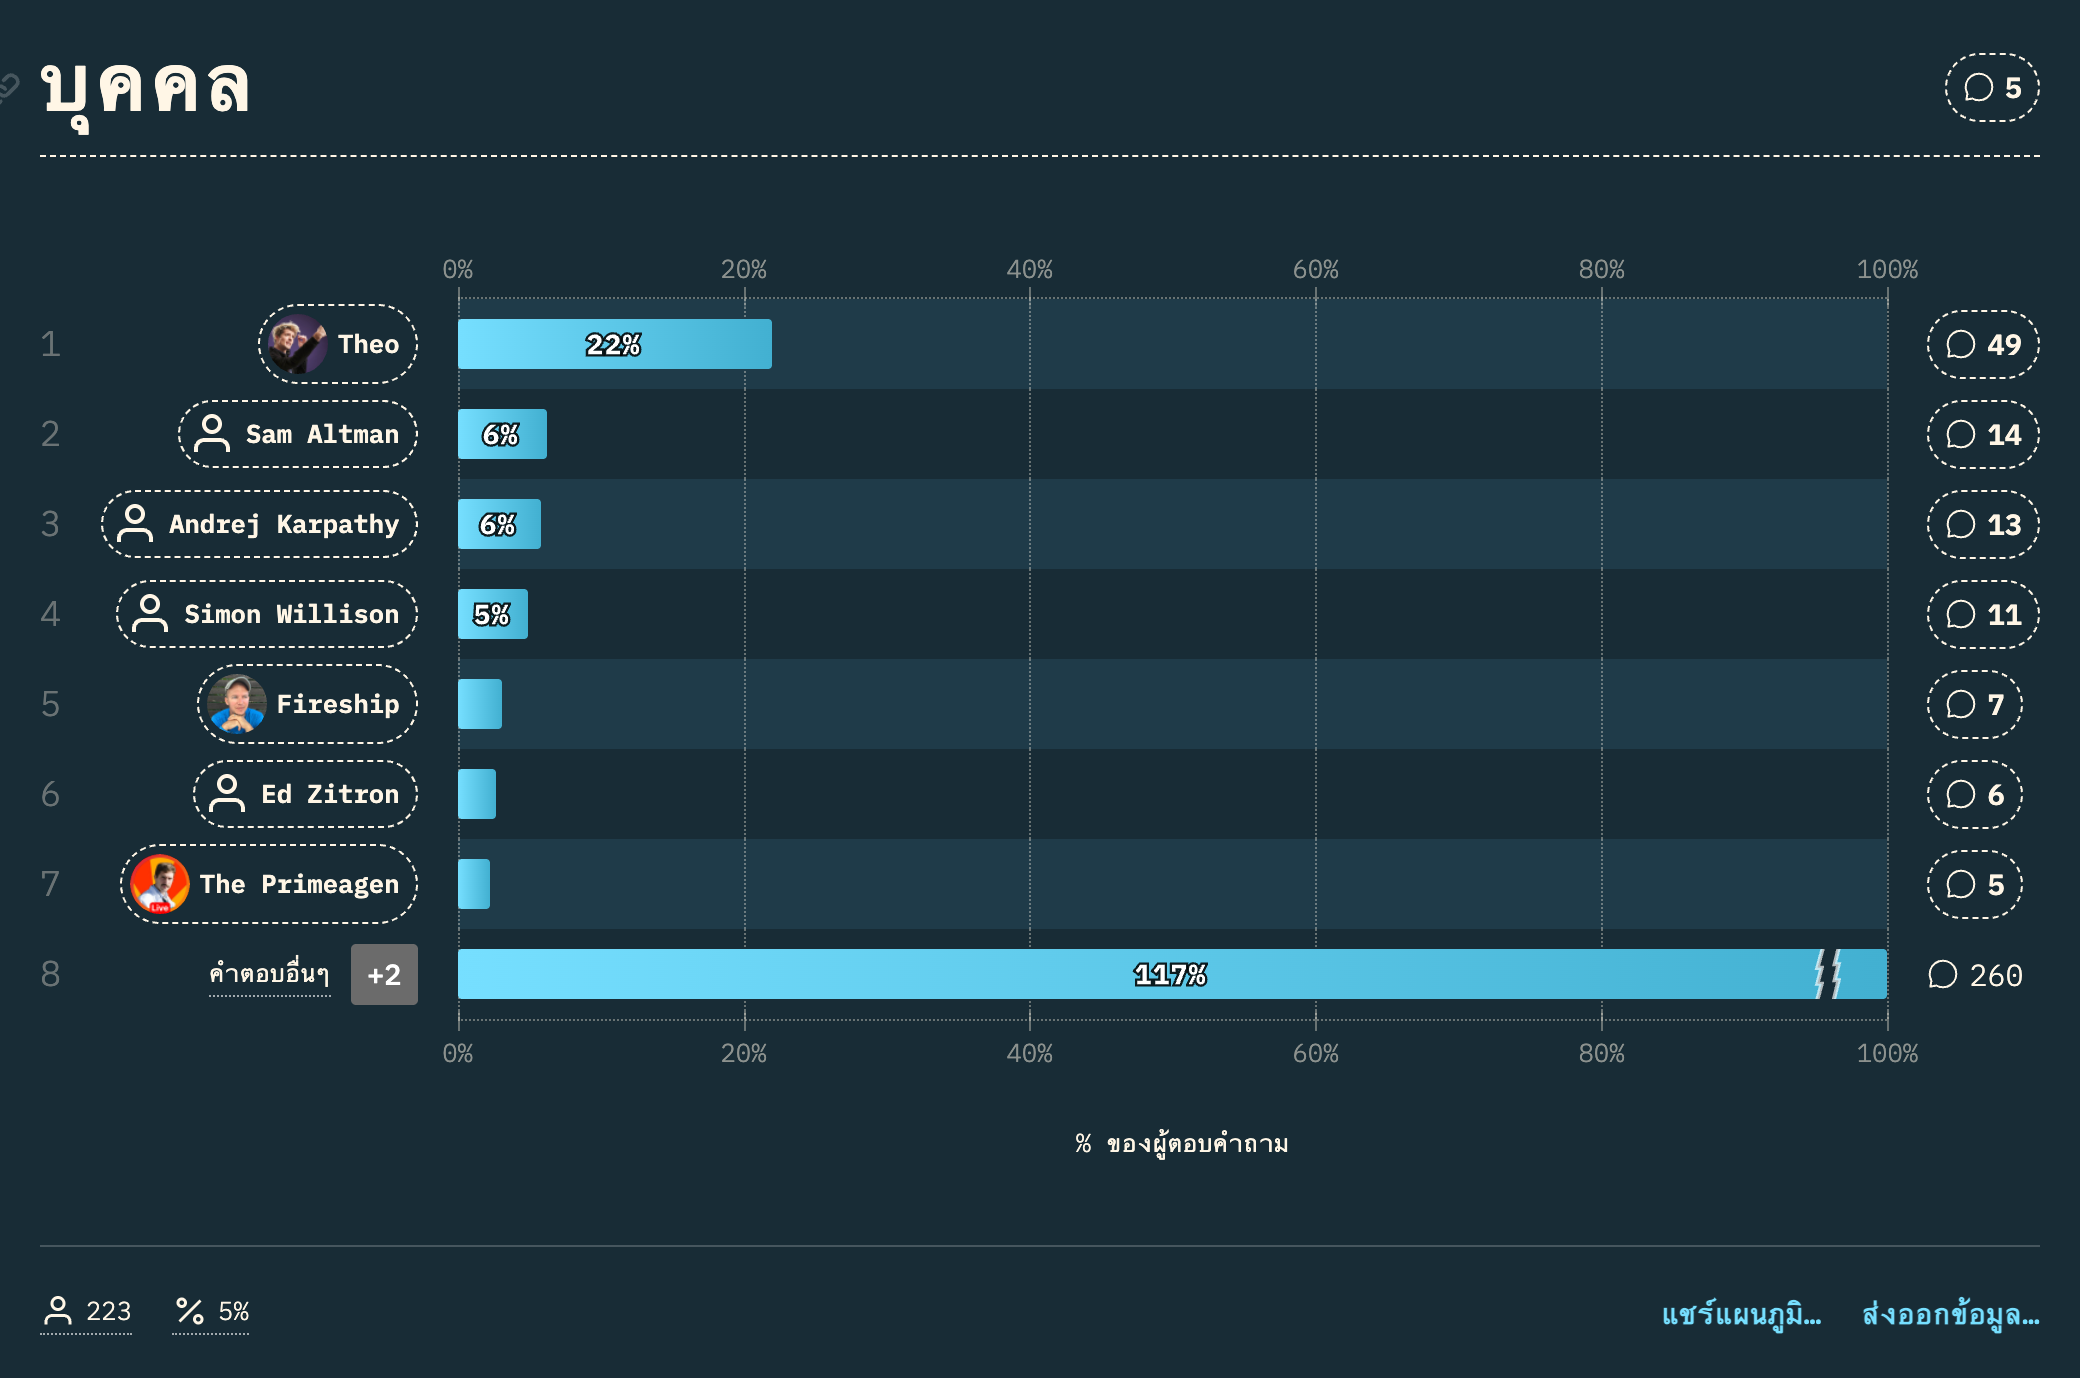 บุคคล
5
0% 20% 40% 60% 80% 100%
1 Theo 22% 49
2 Sam Altman 6% 14
3 Andrej Karpathy 6% 13
4 Simon Willison 5% 11
5 Fireship 7
6 Ed Zitron 6
7 Live The Primeagen 5
8 คำตอบอื่นๆ +2 117% 260
0% 20% 40% 60% 80% 100%
% ของผู้ตอบคำถาม
223 % 5% แชร์แผนภูมิ… ส่งออกข้อมูล…